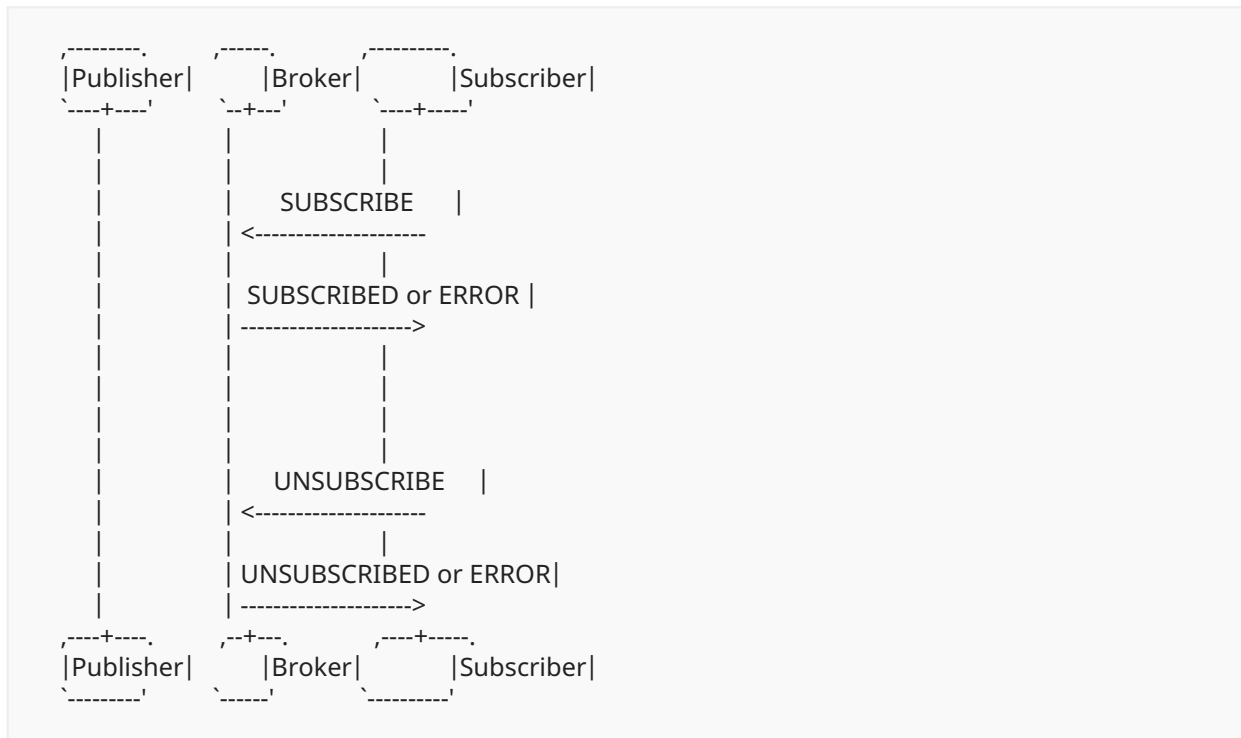 ,---------.          ,------.             ,----------.
|Publisher|          |Broker|             |Subscriber|
`----+----'          `--+---'             `----+-----'
     |                  |                      |
     |                  |                      |
     |                  |       SUBSCRIBE      |
     |                  | <---------------------
     |                  |                      |
     |                  |  SUBSCRIBED or ERROR |
     |                  | --------------------->
     |                  |                      |
     |                  |                      |
     |                  |                      |
     |                  |                      |
     |                  |      UNSUBSCRIBE     |
     |                  | <---------------------
     |                  |                      |
     |                  | UNSUBSCRIBED or ERROR|
     |                  | --------------------->
,----+----.          ,--+---.             ,----+-----.
|Publisher|          |Broker|             |Subscriber|
`---------'          `------'             `----------'